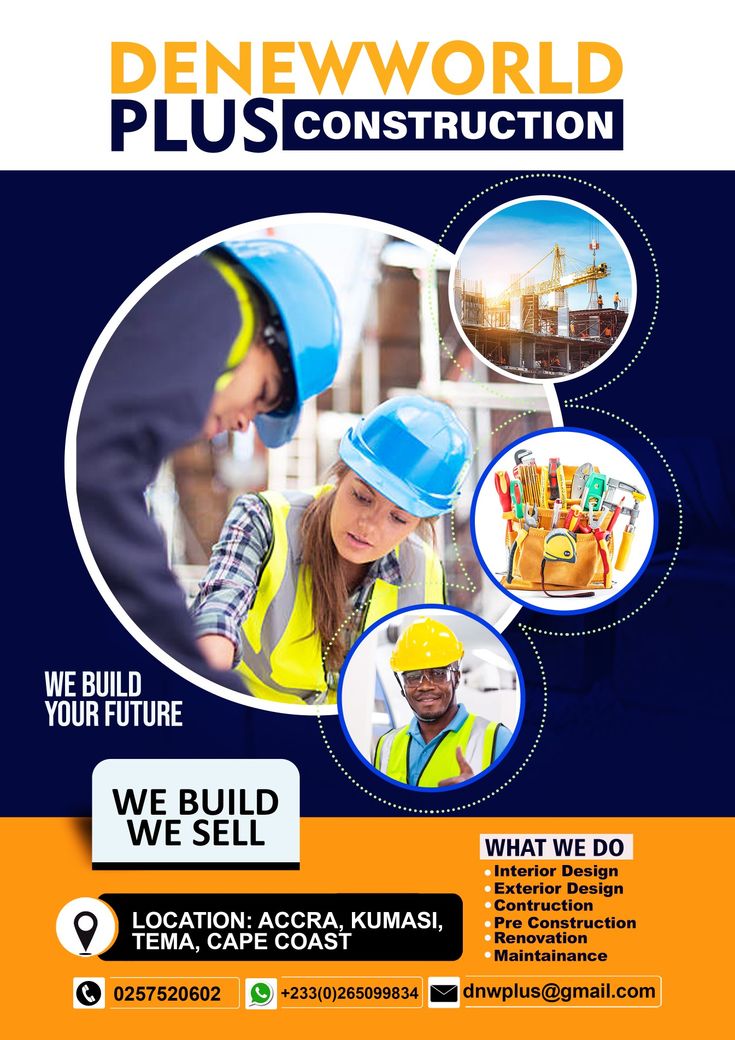 DENEWWORLD
PLUS CONSTRUCTION
WE BUILD
YOUR FUTURE
WE BUILD
WE SELL
WHAT WE DO
Interior Design
Exterior Design
Contruction
Pre Construction
Renovation
Maintainance
LOCATION: ACCRA, KUMASI,
TEMA, CAPE COAST
0257520602
+233(0)265099834
dnwplus@gmail.com